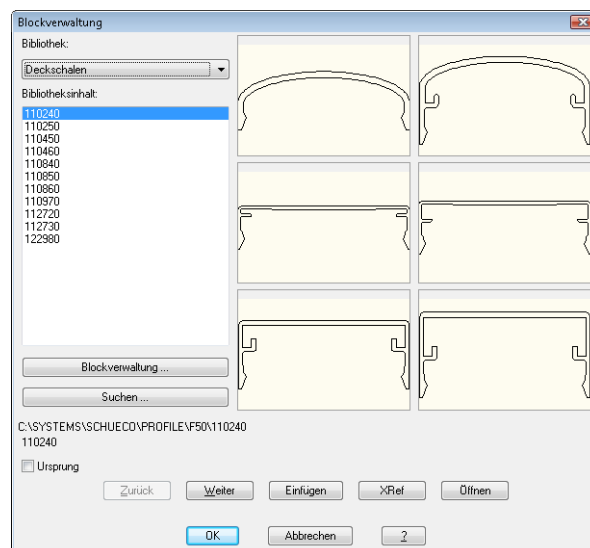 Blockverwaltung
Bibliothek:
Deckschalen
Bibliotheksinhalt:
110240
110250
110450
110460
110840
110850
110860
110970
112720
112730
122980
Blockverwaltung ...
Suchen ...
C:\SYSTEMS\SCHUECO\PROFILE\F50\110240
110240
Ursprung
Zurück
Weiter
Einfügen
XRef
Öffnen
OK
Abbrechen
?